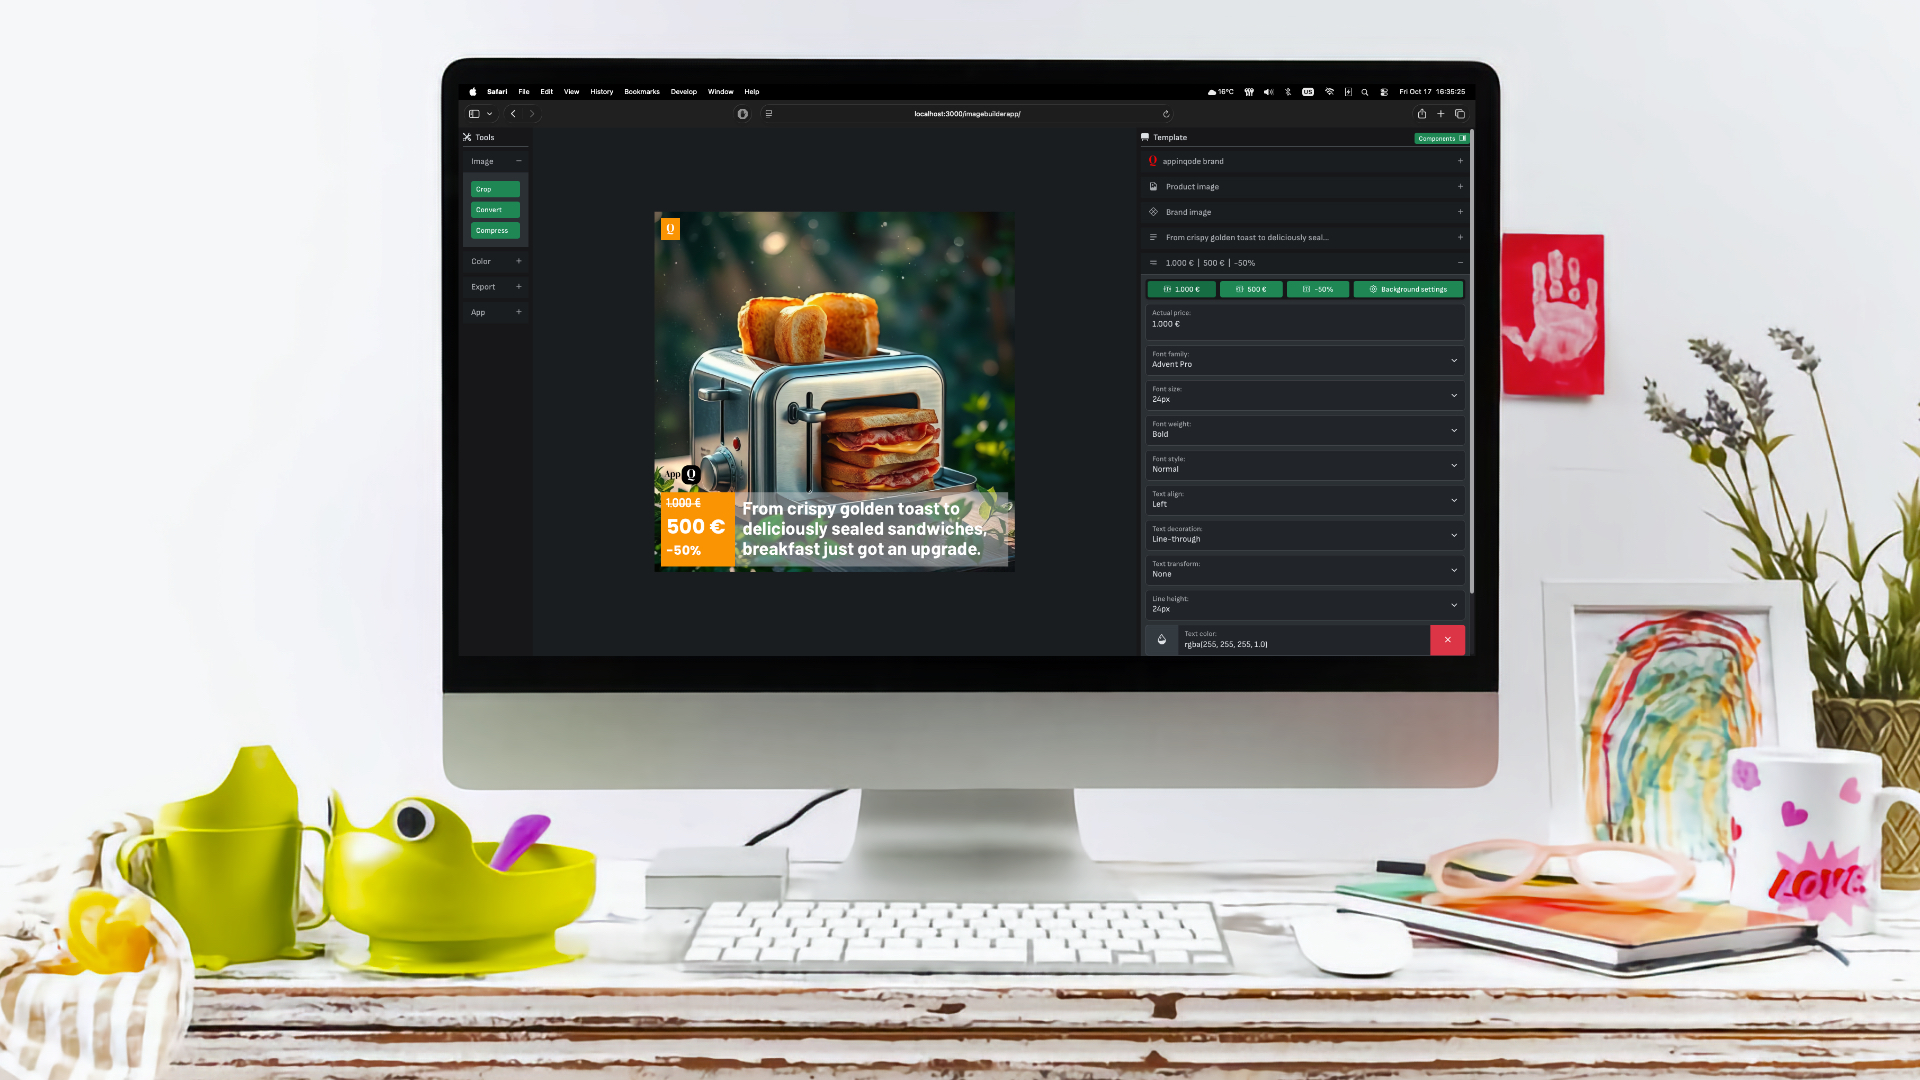 Safari File Edit View History Bookmarks Develop Window Help
16°C US Fri Oct 17 16:35:25
localhost:3000/imagebuilderapp/
Tools
Image
Crop
Convert
Compress
Color
Export
App
Q
App Q
1.000 €
500 €
-50%
From crispy golden toast to
deliciously sealed sandwiches,
breakfast just got an upgrade.
Template
Components
appinqode brand
Product image
Brand image
From crispy golden toast to deliciously seal...
1.000 € | 500 € | -50%
1.000 € 500 € -50% Background settings
Actual price:
1.000 €
Font family:
Advent Pro
Font size:
24px
Font weight:
Bold
Font style:
Normal
Text align:
Left
Text decoration:
Line-through
Text transform:
None
Line height:
24px
Text color:
rgba(255, 255, 255, 1.0)
LOVE